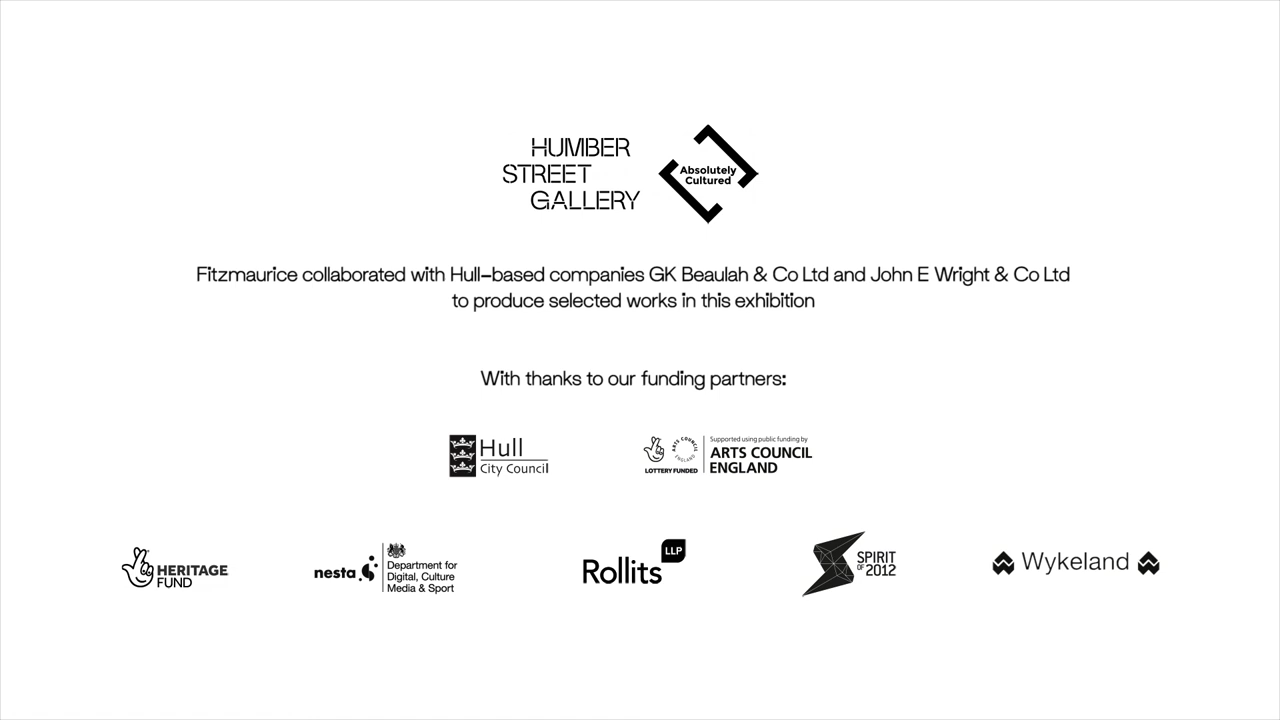 HUMBER
STREET
GALLERY
Absolutely
Cultured
Fitzmaurice collaborated with Hull-based companies GK Beaulah & Co Ltd and John E Wright & Co Ltd
to produce selected works in this exhibition
With thanks to our funding partners:
Hull
City Council
LOTTERY FUNDED
ARTS COUNCIL
ENGLAND
Supported using public funding by
ARTS COUNCIL
ENGLAND
HERITAGE
FUND
nesta
Department for
Digital, Culture
Media & Sport
Rollits
LLP
SPIRIT
OF 2012
Wykeland